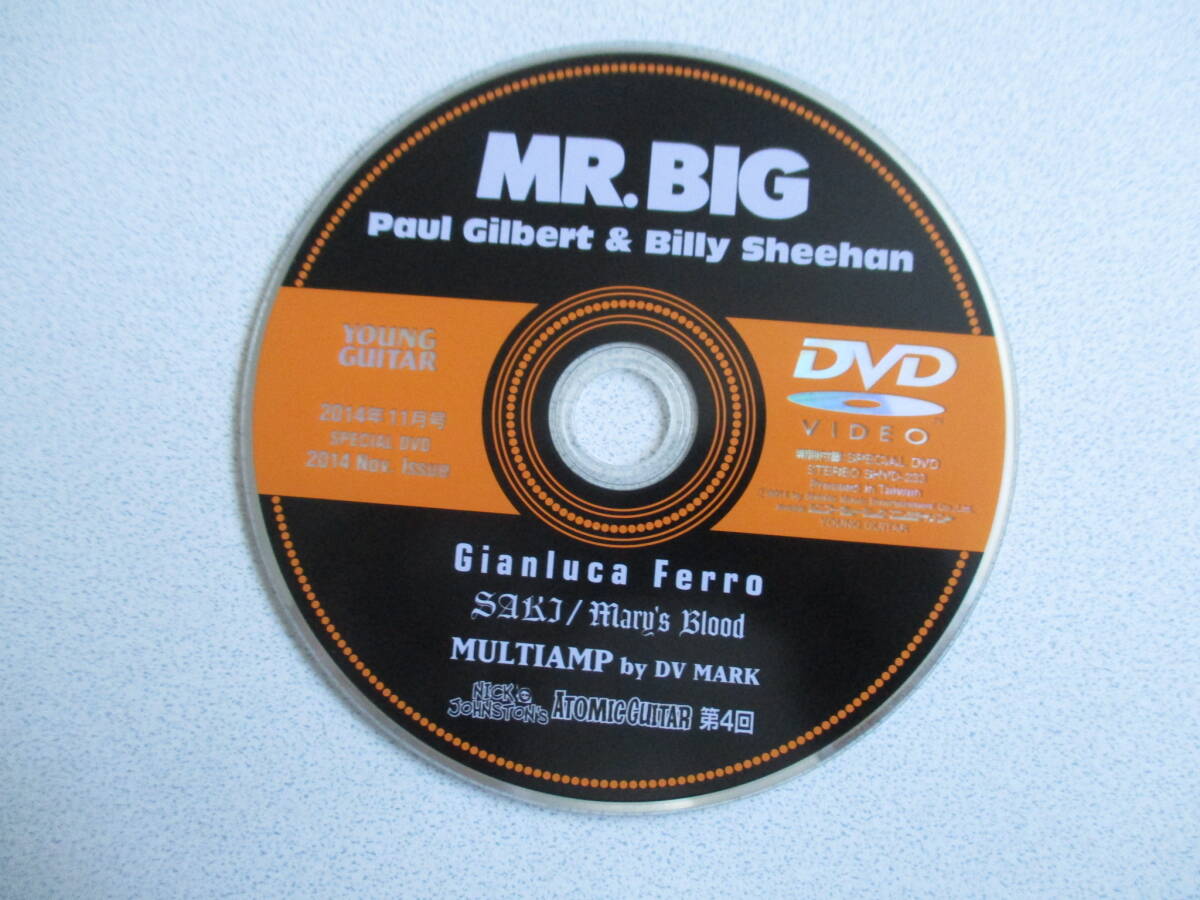 MR. BIG
Paul Gilbert & Billy Sheehan
YOUNG
GUITAR
2014年11月号
SPECIAL DVD
2014 Nov. Issue
DVD
VIDEO
SPECIAL DVD
STEREO
in Taiwan
YOUNG GUITAR
Gianluca Ferro
SAKI / Mary's Blood
MULTIAMP by DV MARK
NICK
JOHNSTON'S ATOMIC GUITAR 第4回